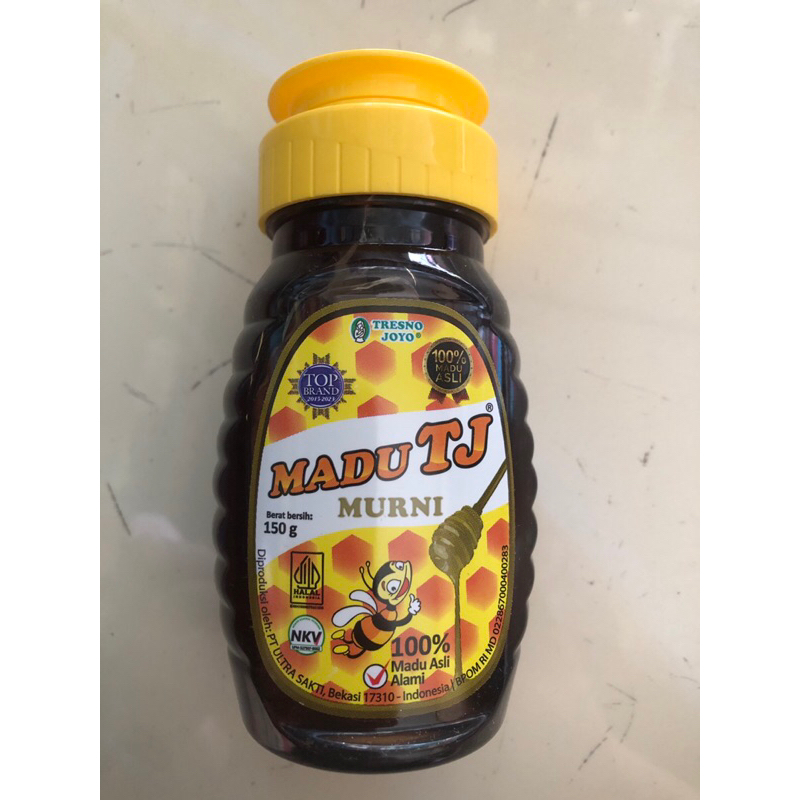 TRESNO
JOYO®
TOP
BRAND
2015-2023
100%
MADU
ASLI
MADU TJ®
MURNI
Berat bersih:
150 g
HALAL
INDONESIA
NKV
100%
Madu Asli
Alami
Diproduksi oleh: PT ULTRA SAKTI, Bekasi 17310 - Indonesia | BPOM RI MD 022867000400283